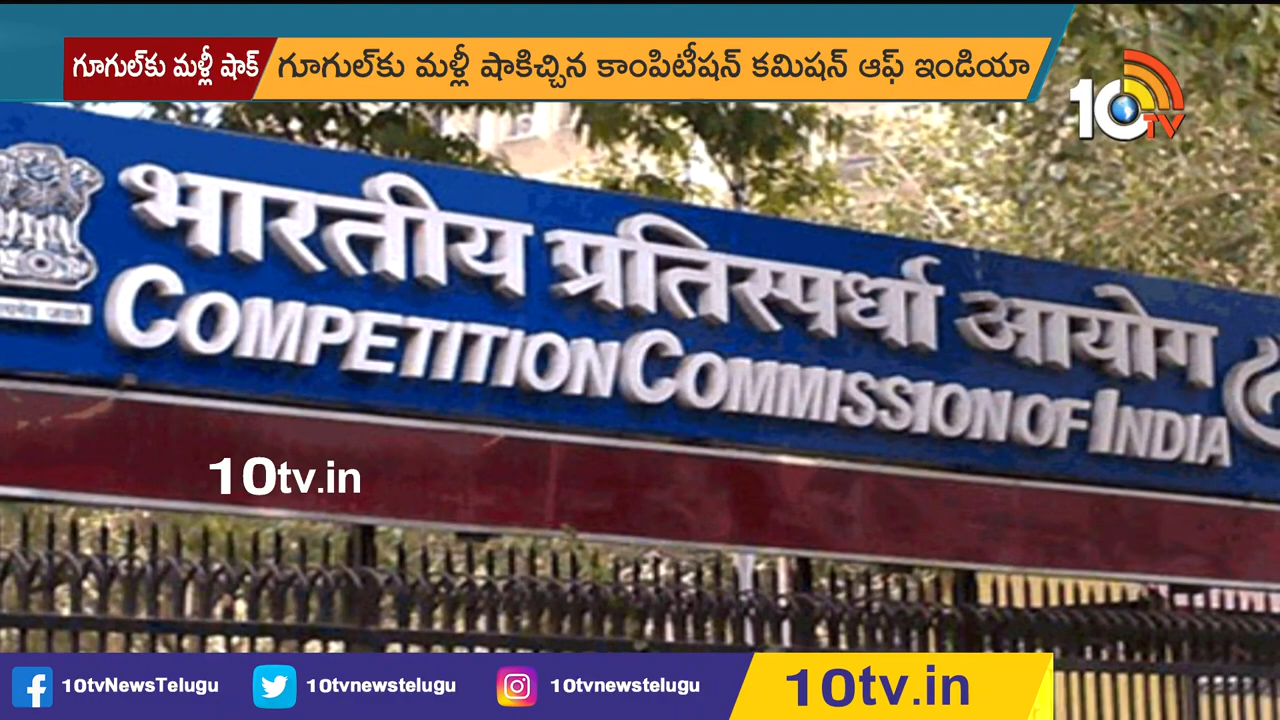 గూగుల్‌కు మళ్లీ షాక్
గూగుల్‌కు మళ్లీ షాకిచ్చిన కాంపిటీషన్ కమిషన్ ఆఫ్ ఇండియా
10TV
भारतीय प्रतिस्पर्धा आयोग
COMPETITION COMMISSION OF INDIA
10tv.in
10tvNewsTelugu
10tvnewstelugu
10tvnewstelugu
10tv.in